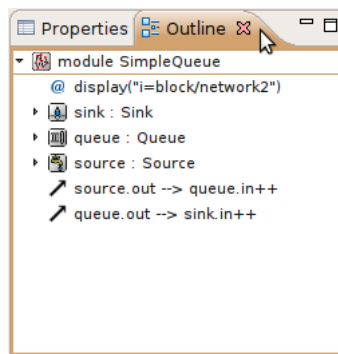 Properties Outline
module SimpleQueue
@ display("i=block/network2")
sink : Sink
queue : Queue
source : Source
source.out --> queue.in++
queue.out --> sink.in++